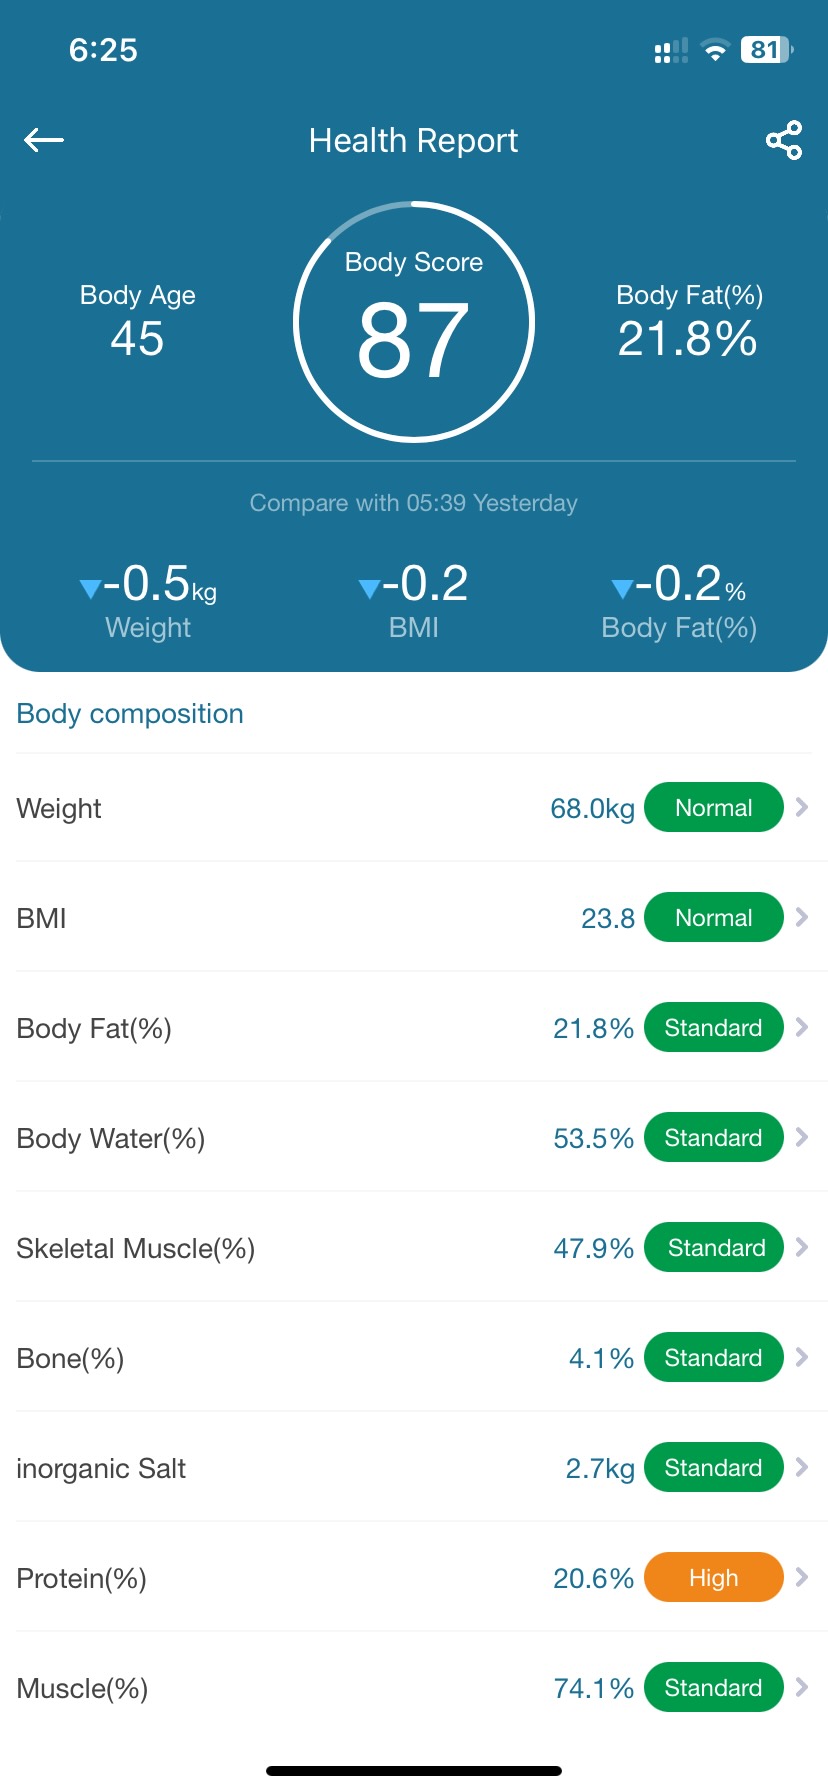 6:25
81
Health Report
Body Age
45
Body Score
87
Body Fat(%)
21.8%
Compare with 05:39 Yesterday
-0.5kg
Weight
-0.2
BMI
-0.2%
Body Fat(%)
Body composition
Weight 68.0kg Normal
BMI 23.8 Normal
Body Fat(%) 21.8% Standard
Body Water(%) 53.5% Standard
Skeletal Muscle(%) 47.9% Standard
Bone(%) 4.1% Standard
inorganic Salt 2.7kg Standard
Protein(%) 20.6% High
Muscle(%) 74.1% Standard